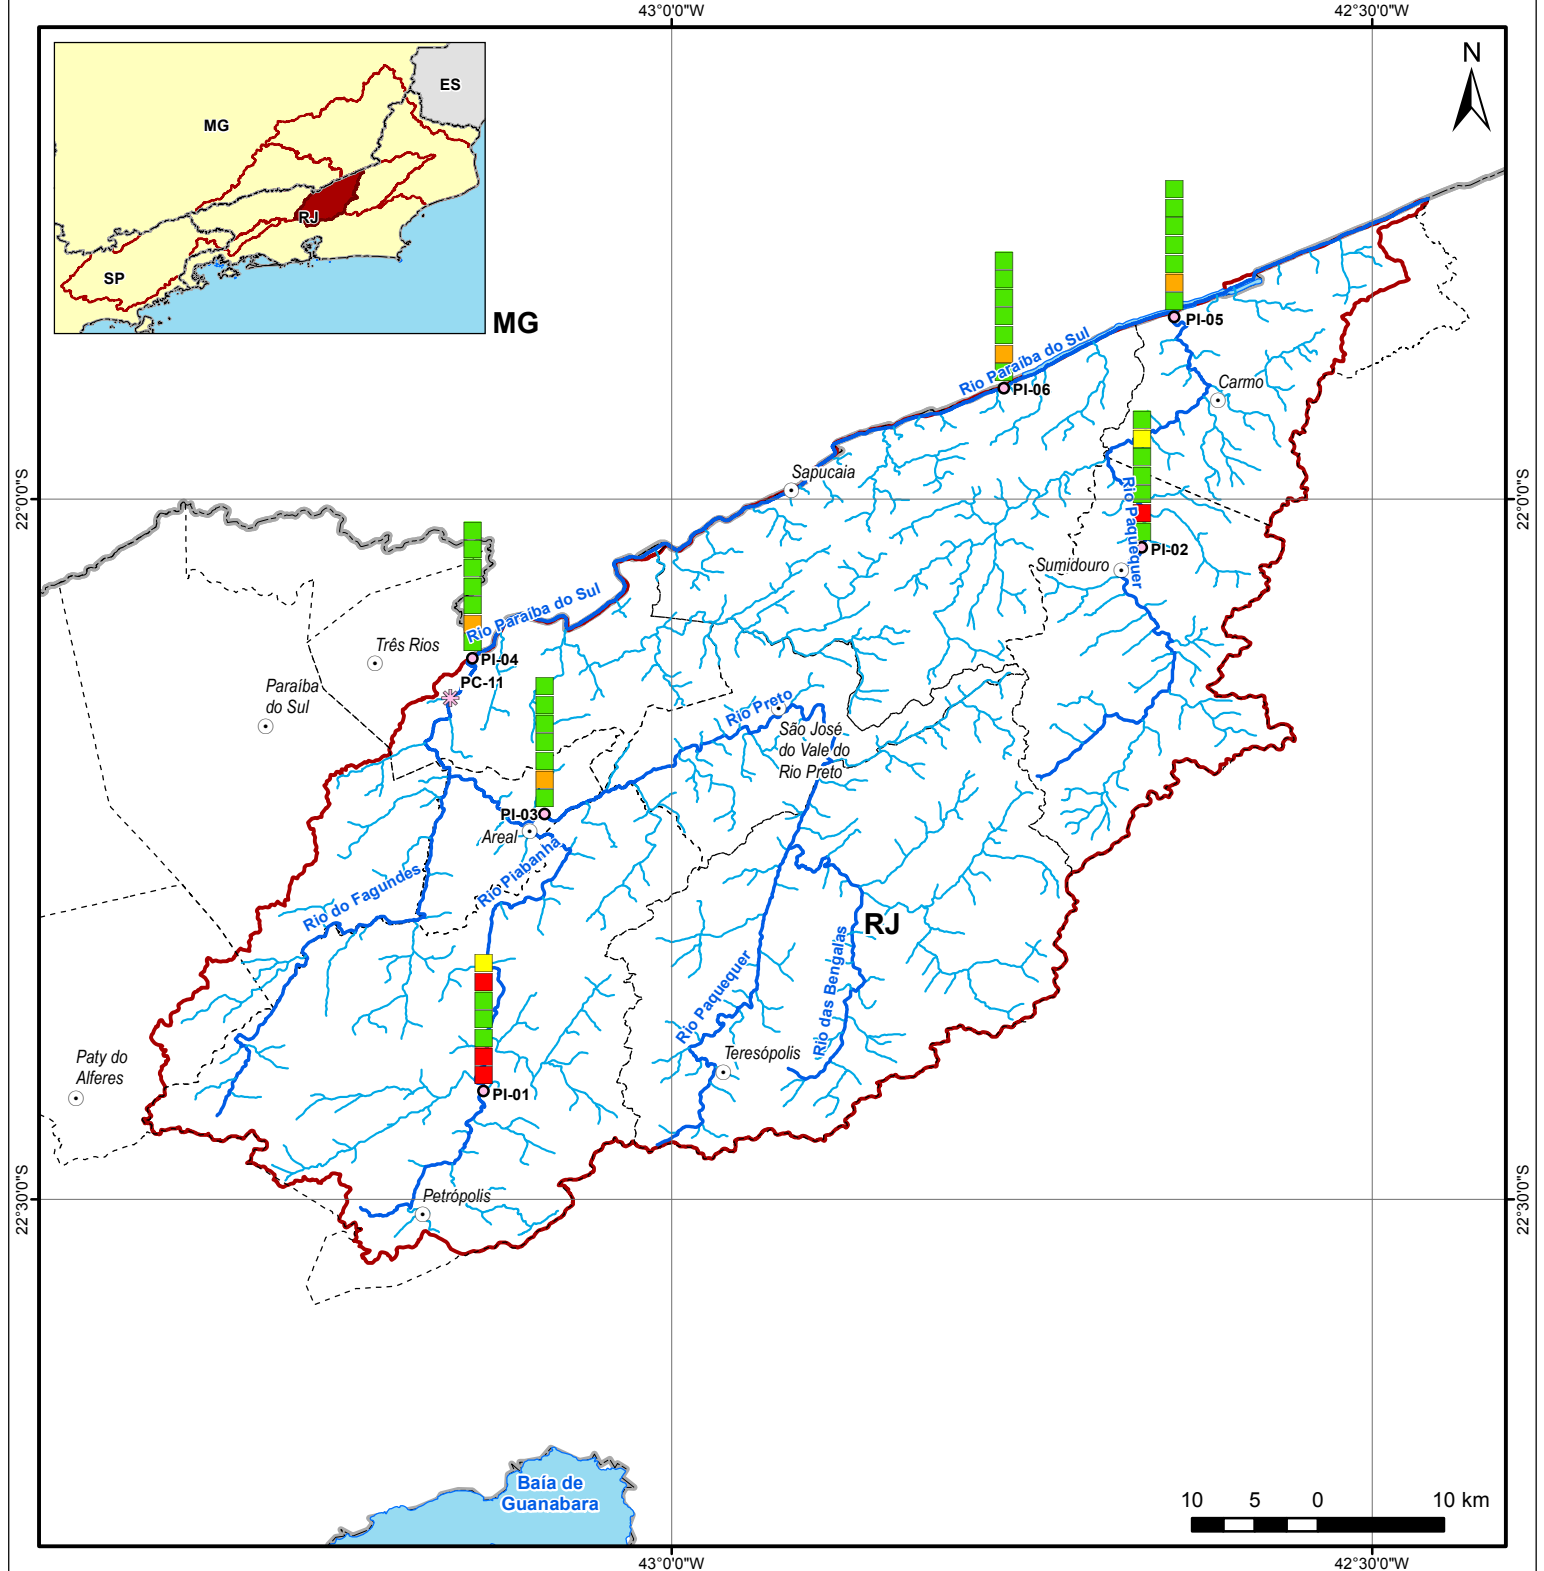 43°0'0"W
42°30'0"W
N
ES
MG
RJ
SP
MG
PI-05
Rio Paraíba do Sul
PI-06
Carmo
Sapucaia
22°0'0"S
22°0'0"S
Rio Paquequer
PI-02
Sumidouro
Rio Paraíba do Sul
Três Rios
PI-04
PC-11
Paraíba
do Sul
Rio Preto
São José
do Vale do
Rio Preto
PI-03
Areal
Rio Piabanha
Rio do Fagundes
RJ
Rio Paquequer
Rio das Bengalas
Paty do
Alferes
Teresópolis
PI-01
Petrópolis
22°30'0"S
22°30'0"S
Baía de
Guanabara
10 5 0 10 km
43°0'0"W
42°30'0"W